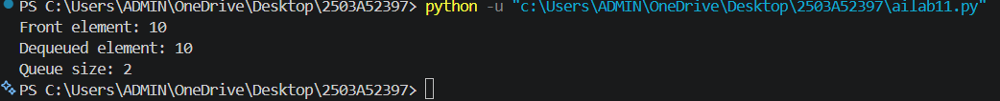 PS C:\Users\ADMIN\OneDrive\Desktop\2503A52397> python -u "c:\Users\ADMIN\OneDrive\Desktop\2503A52397\ailab11.py"
Front element: 10
Dequeued element: 10
Queue size: 2
PS C:\Users\ADMIN\OneDrive\Desktop\2503A52397>